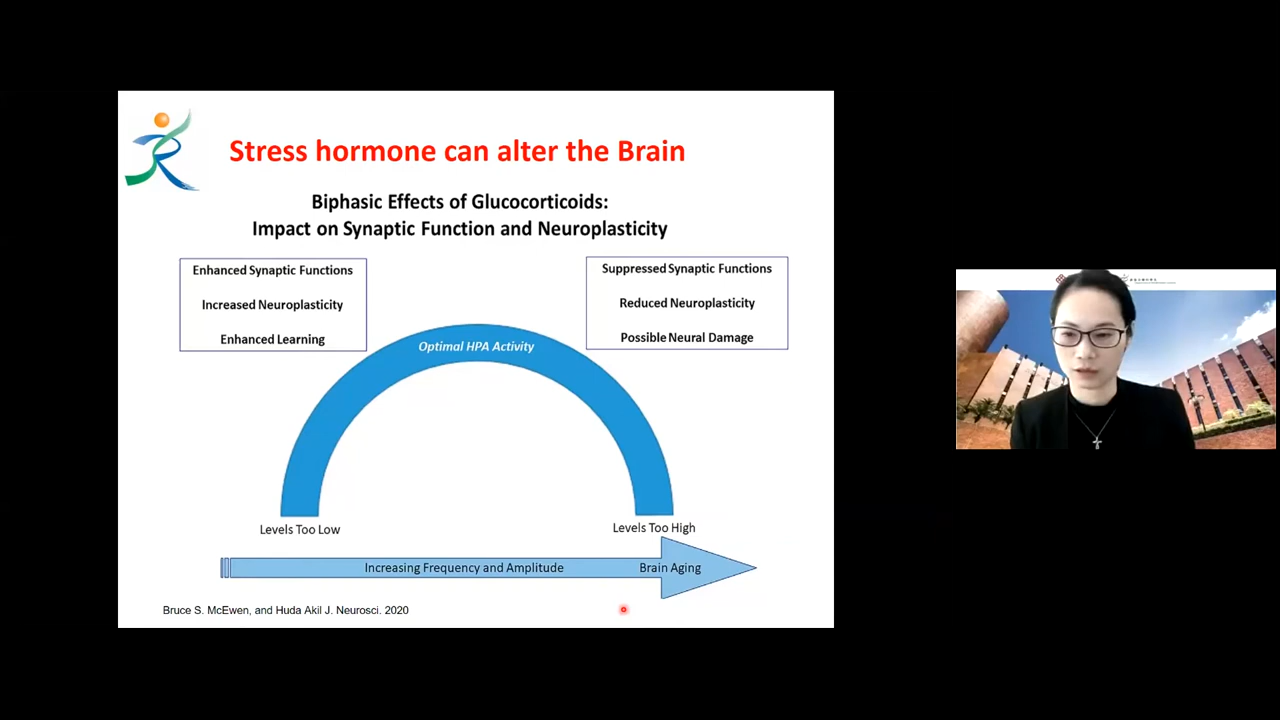 Stress hormone can alter the Brain
Biphasic Effects of Glucocorticoids:
Impact on Synaptic Function and Neuroplasticity
Enhanced Synaptic Functions
Increased Neuroplasticity
Enhanced Learning
Suppressed Synaptic Functions
Reduced Neuroplasticity
Possible Neural Damage
Optimal HPA Activity
Levels Too Low
Levels Too High
Increasing Frequency and Amplitude
Brain Aging
Bruce S. McEwen, and Huda Akil J. Neurosci. 2020